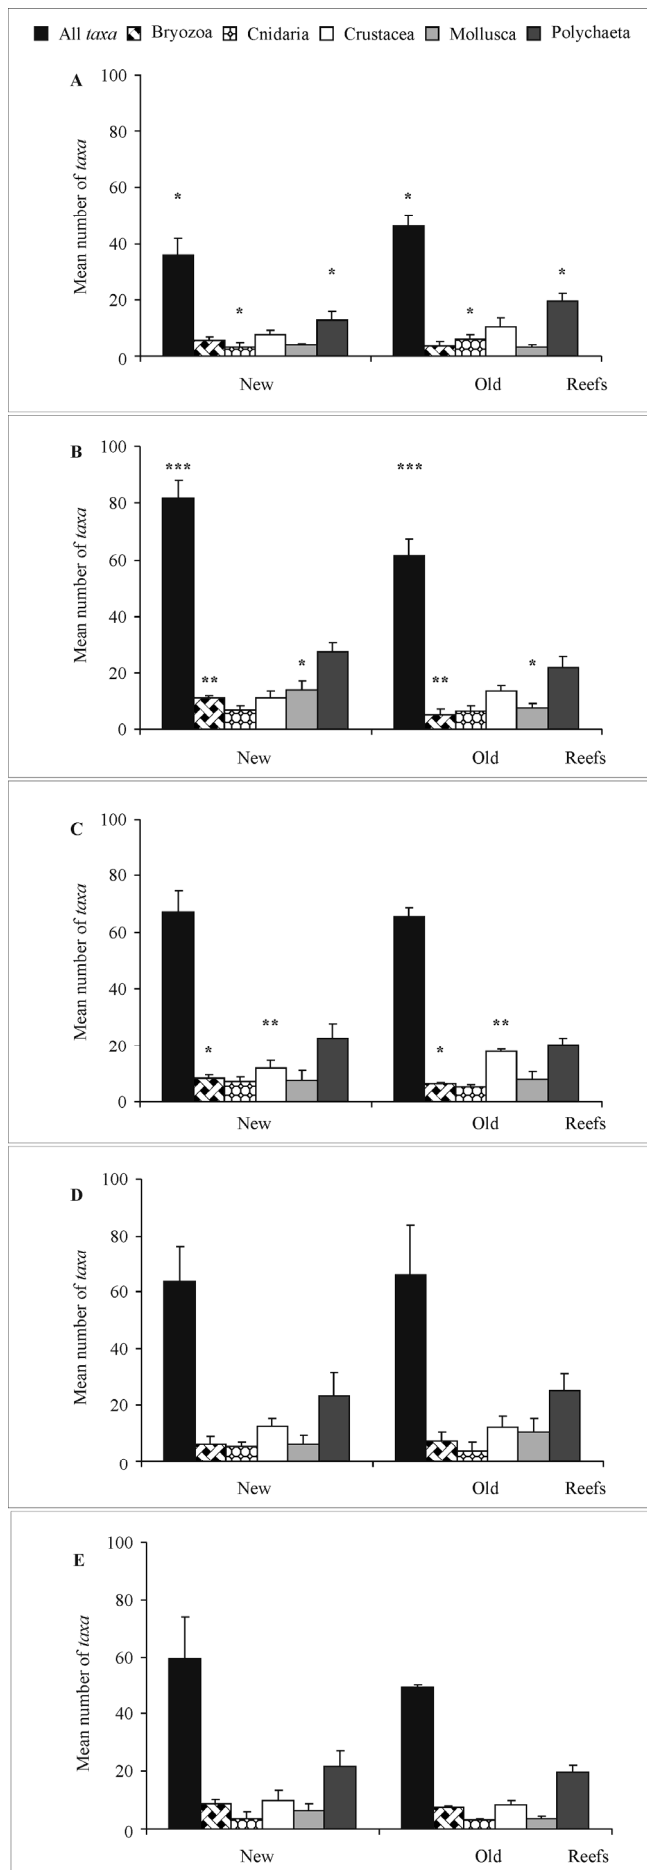 All taxa Bryozoa Cnidaria Crustacea Mollusca Polychaeta
A
Mean number of taxa
100
80
60
40
20
0
* * * * * *
New Old Reefs
B
Mean number of taxa
100
80
60
40
20
0
*** ** * *** ** *
New Old Reefs
C
Mean number of taxa
100
80
60
40
20
0
* ** * **
New Old Reefs
D
Mean number of taxa
100
80
60
40
20
0
New Old Reefs
E
Mean number of taxa
100
80
60
40
20
0
New Old Reefs